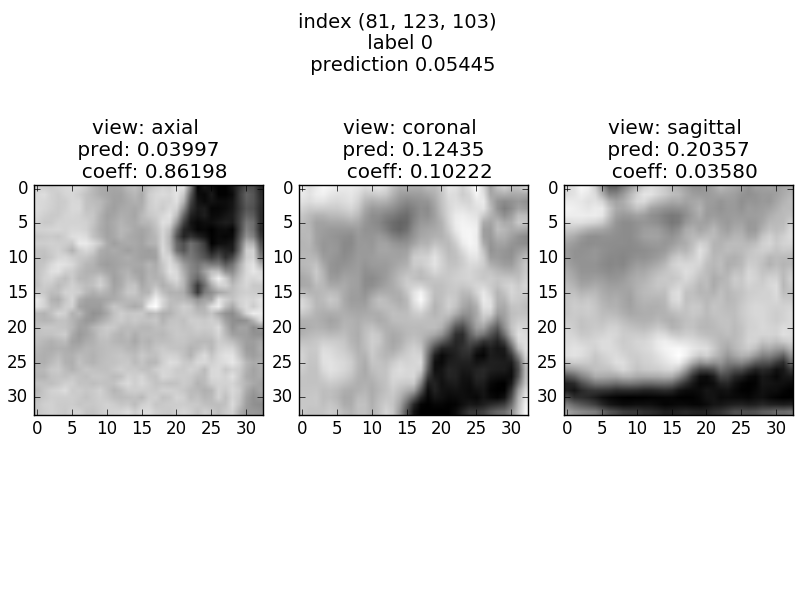 index (81, 123, 103)
label 0
prediction 0.05445
view: axial
pred: 0.03997
coeff: 0.86198
view: coronal
pred: 0.12435
coeff: 0.10222
view: sagittal
pred: 0.20357
coeff: 0.03580
0
5
10
15
20
25
30
0 5 10 15 20 25 30
0
5
10
15
20
25
30
0 5 10 15 20 25 30
0
5
10
15
20
25
30
0 5 10 15 20 25 30